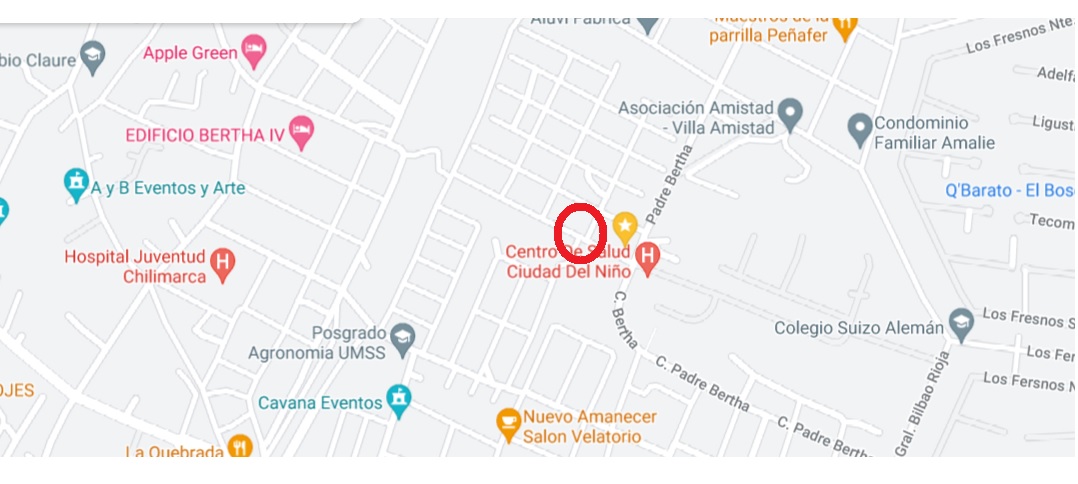 Aluvi Fabrica
Maestros de la
parrilla Peñafer
Los Fresnos Nte.
bio Claure
Apple Green
Adelf
Asociación Amistad
- Villa Amistad
Condominio
Familiar Amalie
Ligust
EDIFICIO BERTHA IV
A y B Eventos y Arte
Padre Bertha
Q'Barato - El Bos
Tecom
Hospital Juventud
Chilimarca
Centro De Salud
Ciudad Del Niño
C. Bertha
Posgrado
Agronomia UMSS
Colegio Suizo Alemán
Los Fresnos S
Los Fer
Los Fersnos N
C. Padre Bertha
Gral. Bilbao Rioja
OJES
Cavana Eventos
Nuevo Amanecer
Salon Velatorio
C. Padre Berth
La Quebrada